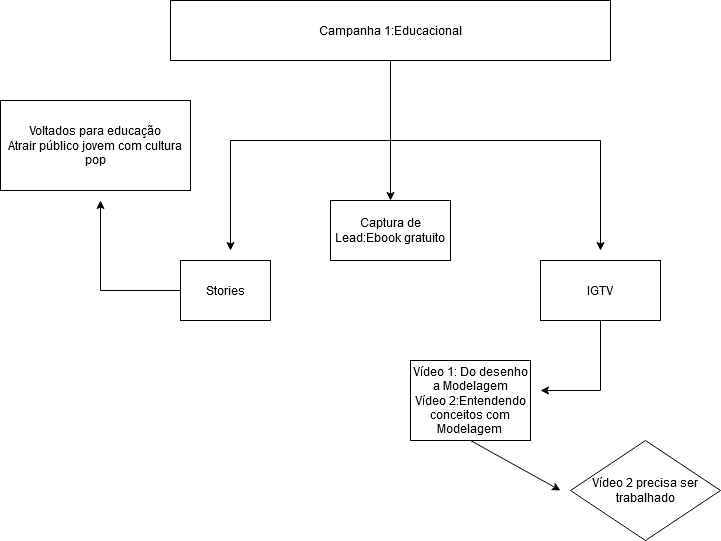 Campanha 1:Educacional
Voltados para educação
Atrair público jovem com cultura
pop
Captura de
Lead:Ebook gratuito
Stories
IGTV
Vídeo 1: Do desenho
a Modelagem
Vídeo 2:Entendendo
conceitos com
Modelagem
Vídeo 2 precisa ser
trabalhado